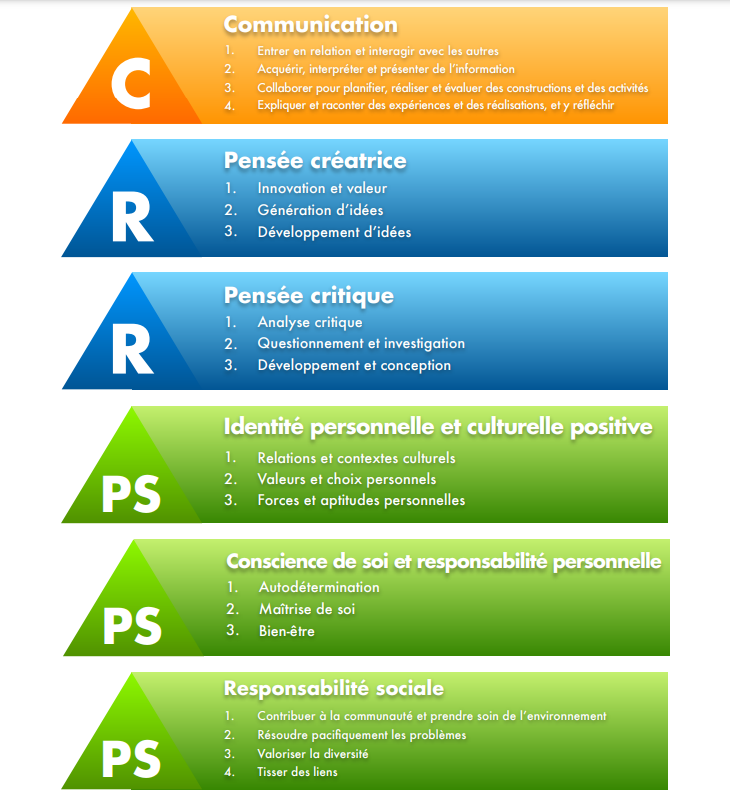 C
Communication
1. Entrer en relation et interagir avec les autres
2. Acquérir, interpréter et présenter de l’information
3. Collaborer pour planifier, réaliser et évaluer des constructions et des activités
4. Expliquer et raconter des expériences et des réalisations, et y réfléchir
R
Pensée créatrice
1. Innovation et valeur
2. Génération d’idées
3. Développement d’idées
R
Pensée critique
1. Analyse critique
2. Questionnement et investigation
3. Développement et conception
PS
Identité personnelle et culturelle positive
1. Relations et contextes culturels
2. Valeurs et choix personnels
3. Forces et aptitudes personnelles
PS
Conscience de soi et responsabilité personnelle
1. Autodétermination
2. Maîtrise de soi
3. Bien-être
PS
Responsabilité sociale
1. Contribuer à la communauté et prendre soin de l’environnement
2. Résoudre pacifiquement les problèmes
3. Valoriser la diversité
4. Tisser des liens